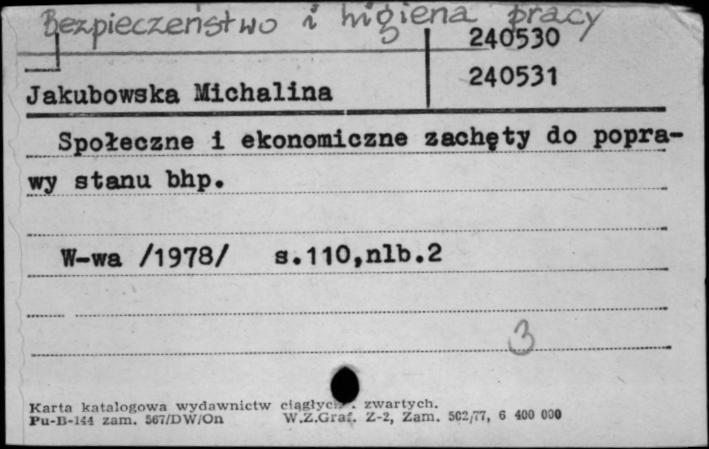 Bezpieczeństwo i higiena pracy
240530
240531
Jakubowska Michalina
Społeczne i ekonomiczne zachęty do popra-
wy stanu bhp.
W-wa /1978/ s.110,nlb.2
3
Karta katalogowa wydawnictw ciągłych . zwartych.
Pu-B-144 zam. 567/DW/On W.Z.Graf. Z-2, Zam. 502/77, 6 400 000